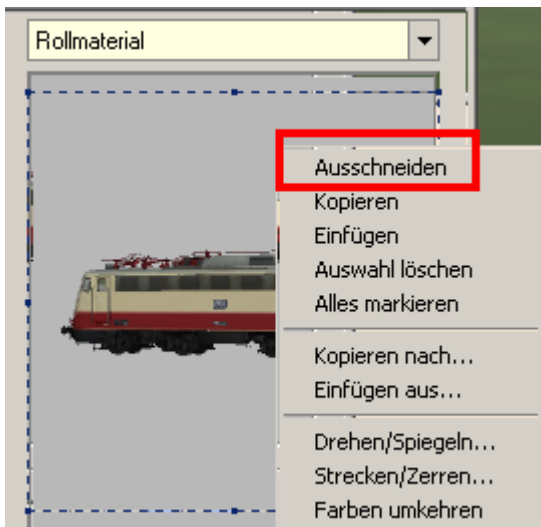 Rollmaterial
Ausschneiden
Kopieren
Einfügen
Auswahl löschen
Alles markieren
Kopieren nach...
Einfügen aus...
Drehen/Spiegeln...
Strecken/Zerren...
Farben umkehren